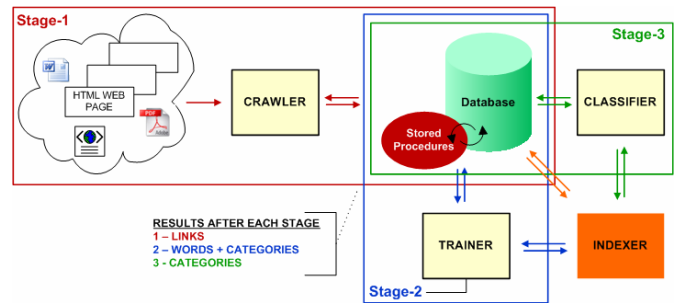 Stage-1
Stage-3
HTML WEB
PAGE
PDF
Adobe
CRAWLER
Database
CLASSIFIER
Stored
Procedures
RESULTS AFTER EACH STAGE
1 – LINKS
2 – WORDS + CATEGORIES
3 - CATEGORIES
TRAINER
INDEXER
Stage-2